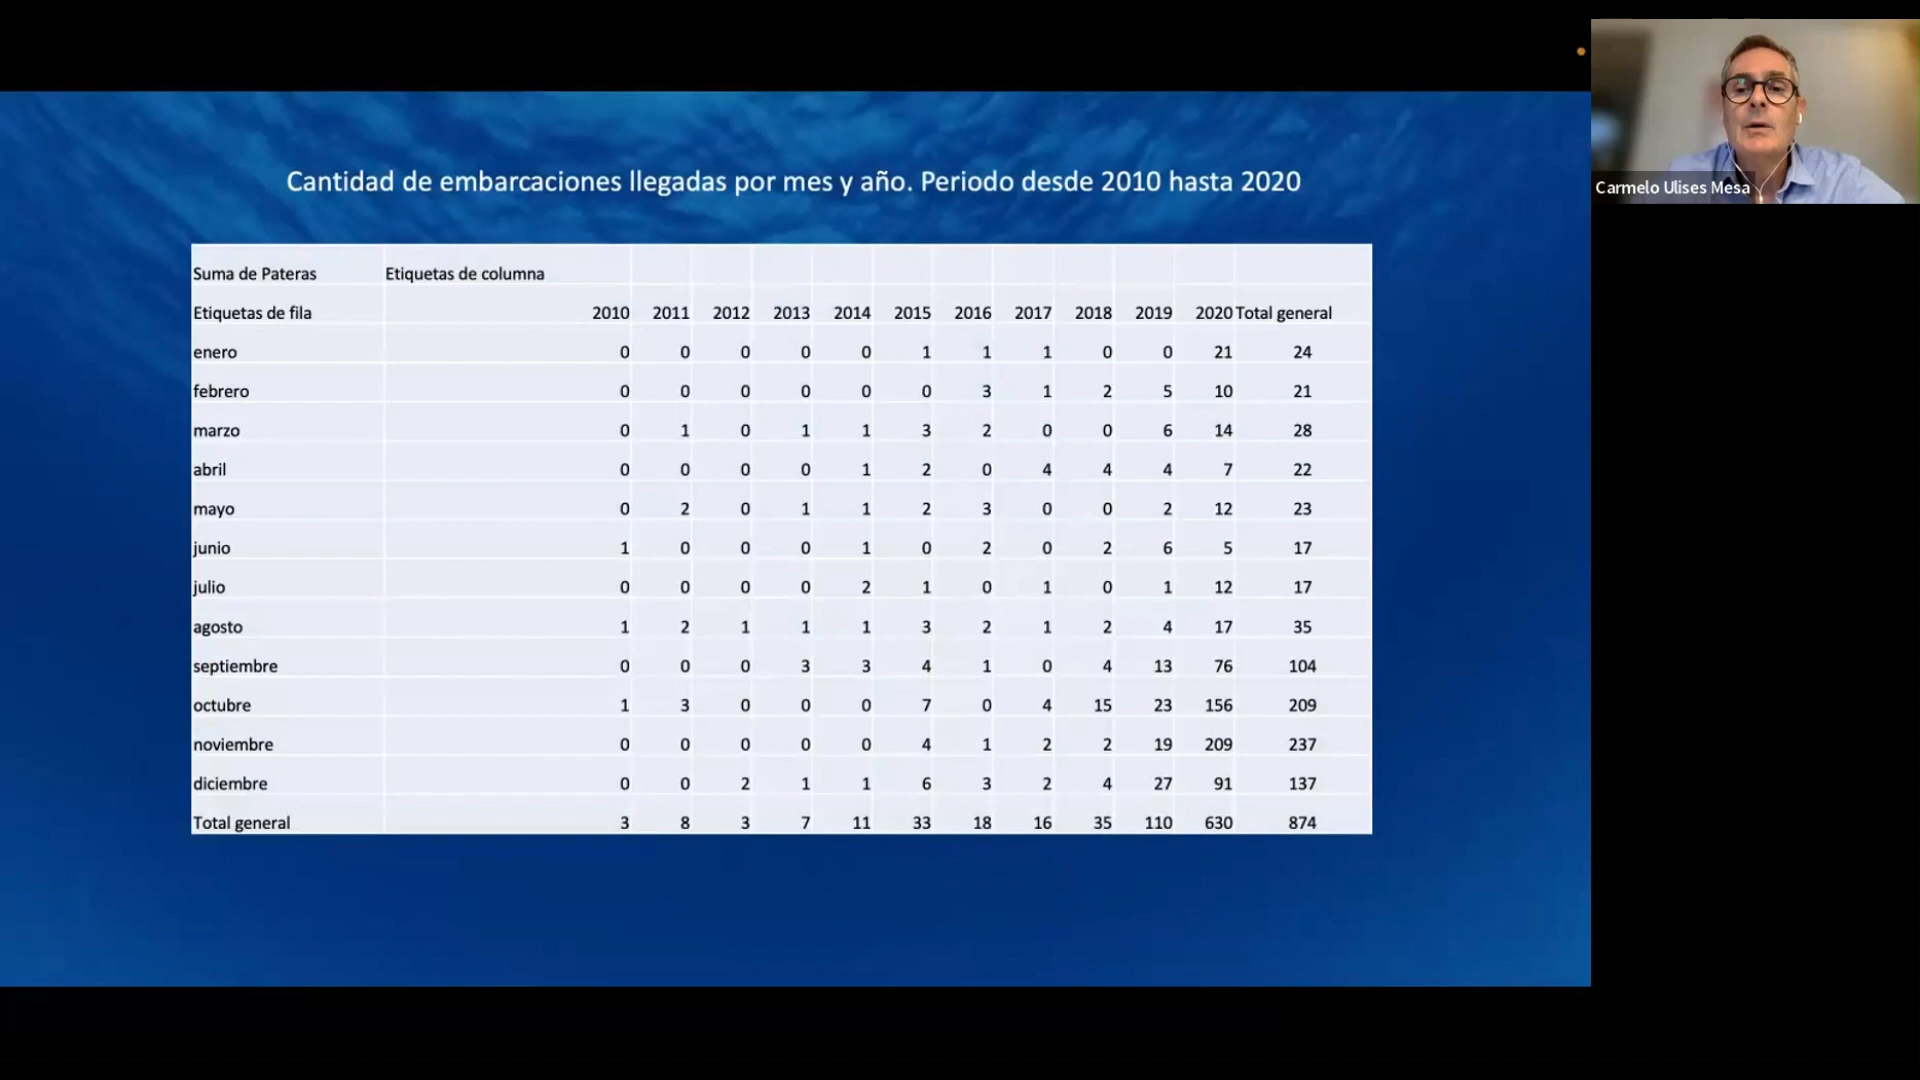 Cantidad de embarcaciones llegadas por mes y año. Periodo desde 2010 hasta 2020
Carmelo Ulises Mesa
Suma de Pateras Etiquetas de columna
Etiquetas de fila 2010 2011 2012 2013 2014 2015 2016 2017 2018 2019 2020 Total general
enero 0 0 0 0 0 1 1 1 0 0 21 24
febrero 0 0 0 0 0 0 3 1 2 5 10 21
marzo 0 1 0 1 1 3 2 0 0 6 14 28
abril 0 0 0 0 1 2 0 4 4 4 7 22
mayo 0 2 0 1 1 2 3 0 0 2 12 23
junio 1 0 0 0 1 0 2 0 2 6 5 17
julio 0 0 0 0 2 1 0 1 0 1 12 17
agosto 1 2 1 1 1 3 2 1 2 4 17 35
septiembre 0 0 0 3 3 4 1 0 4 13 76 104
octubre 1 3 0 0 0 7 0 4 15 23 156 209
noviembre 0 0 0 0 0 4 1 2 2 19 209 237
diciembre 0 0 2 1 1 6 3 2 4 27 91 137
Total general 3 8 3 7 11 33 18 16 35 110 630 874